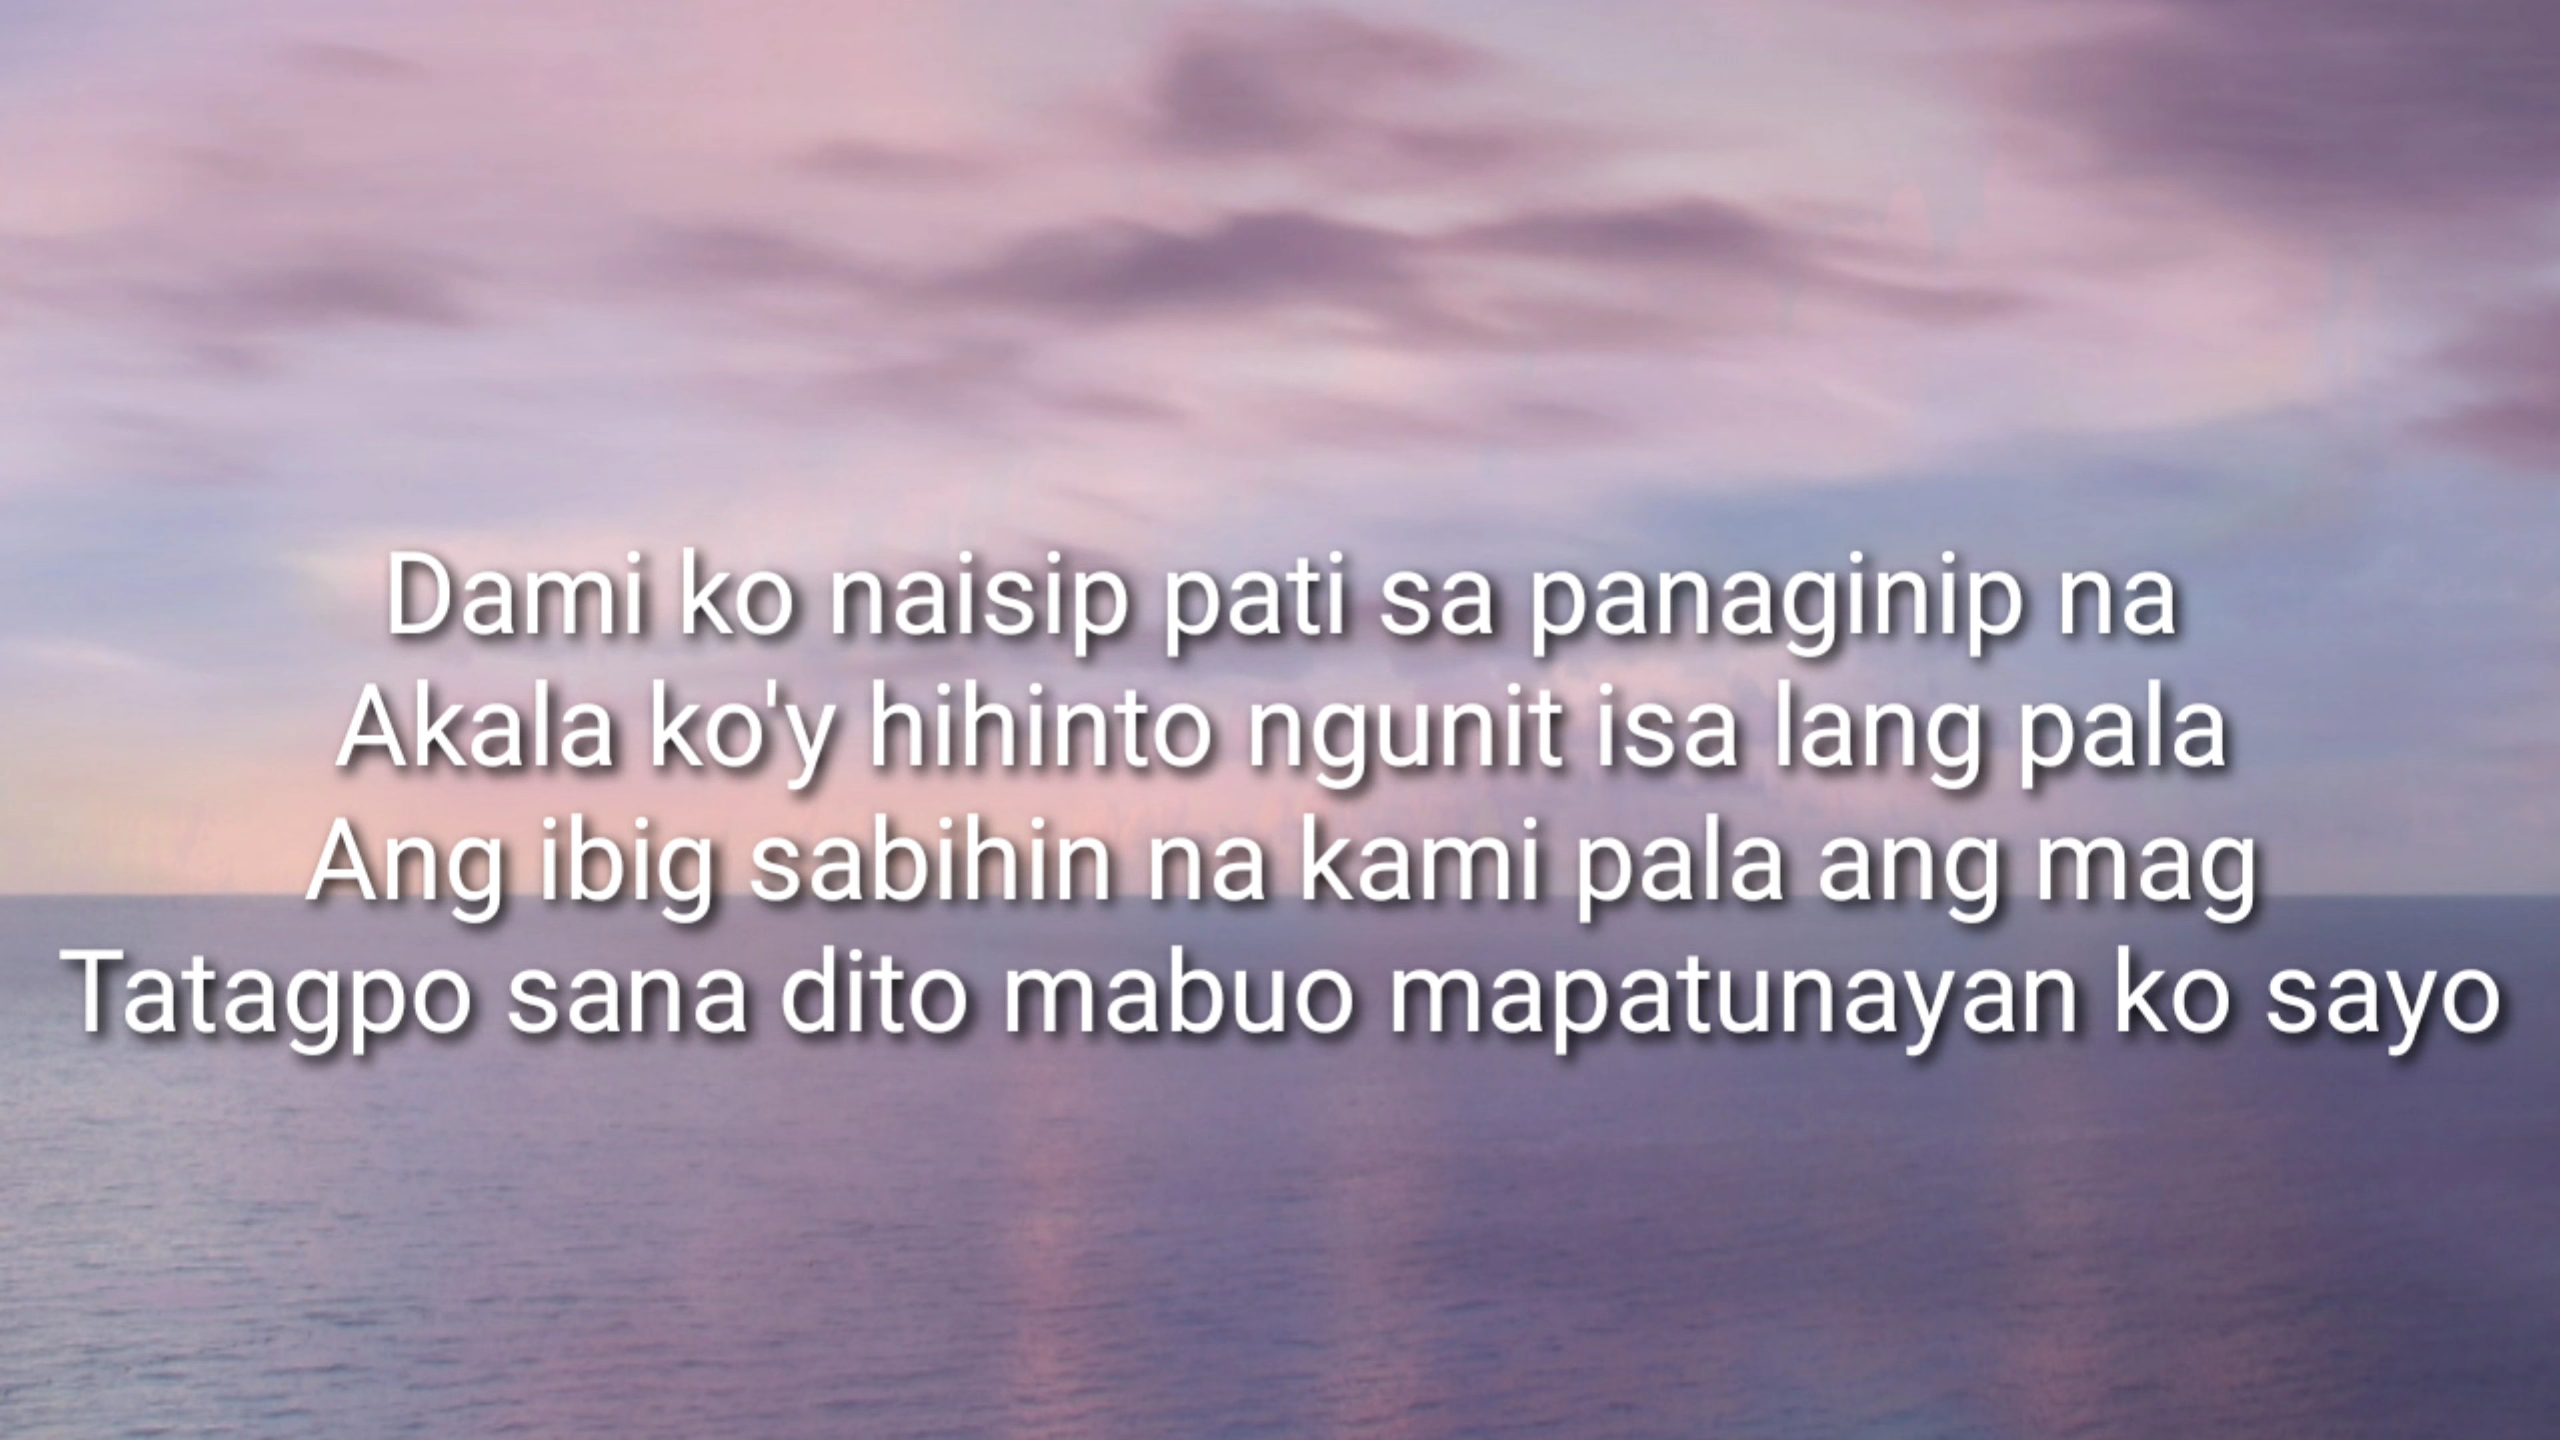 Dami ko naisip pati sa panaginip na
Akala ko'y hihinto ngunit isa lang pala
Ang ibig sabihin na kami pala ang mag
Tatagpo sana dito mabuo mapatunayan ko sayo